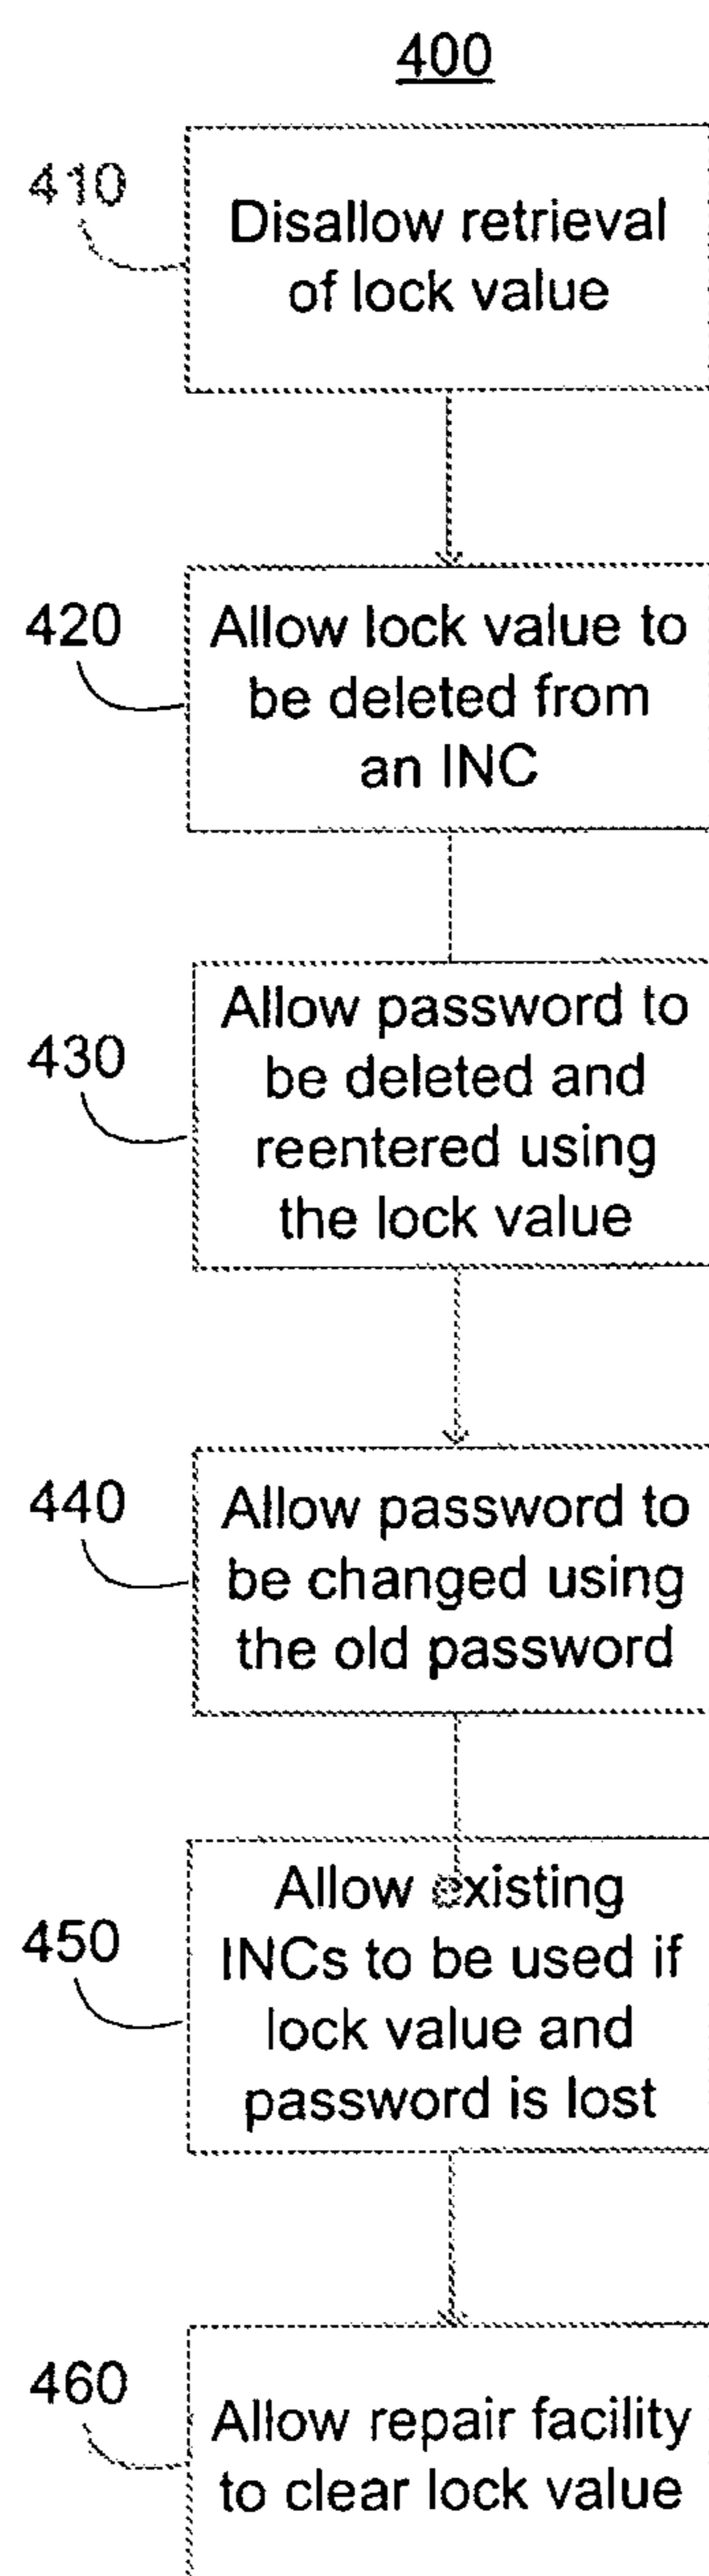 400
410
Disallow retrieval
of lock value
420
Allow lock value to
be deleted from
an INC
430
Allow password to
be deleted and
reentered using
the lock value
440
Allow password to
be changed using
the old password
450
Allow existing
INCs to be used if
lock value and
password is lost
460
Allow repair facility
to clear lock value